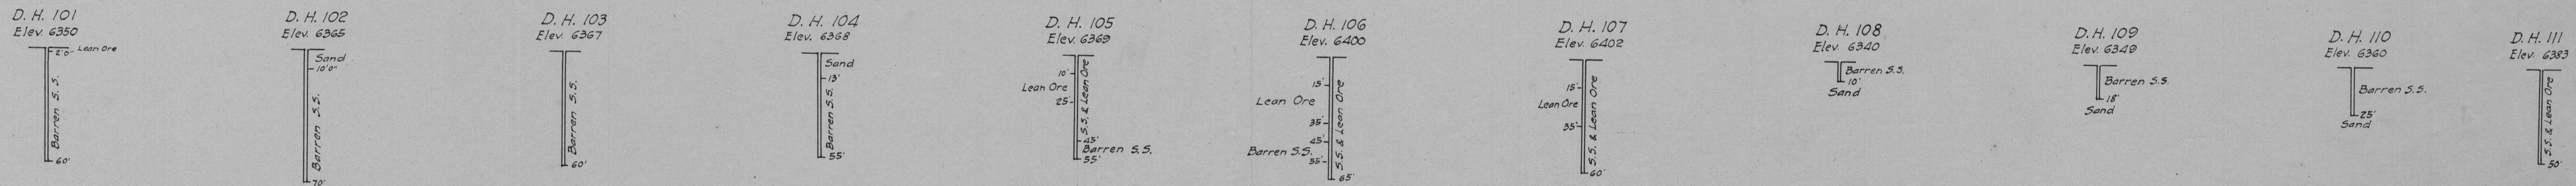 D. H. 101
Elev. 6350
2'0" Lean Ore
Barren S.S.
60'
D. H. 102
Elev. 6365
Sand
10'0"
Barren S.S.
70'
D. H. 103
Elev. 6367
Barren S.S.
60'
D. H. 104
Elev. 6368
Sand
13'
Barren S.S.
55'
D. H. 105
Elev. 6369
10'
Lean Ore
25'
S.S. & Lean Ore
45'
Barren S.S.
55'
D. H. 106
Elev. 6400
15'
Lean Ore
35'
45'
Barren S.S.
55'
S.S. & Lean Ore
65'
D. H. 107
Elev. 6402
15'
Lean Ore
35'
S.S. & Lean Ore
60'
D. H. 108
Elev. 6340
Barren S.S.
10'
Sand
D. H. 109
Elev. 6349
Barren S.S.
18'
Sand
D. H. 110
Elev. 6360
Barren S.S.
25'
Sand
D. H. 111
Elev. 6383
S.S. & Lean Ore
50'